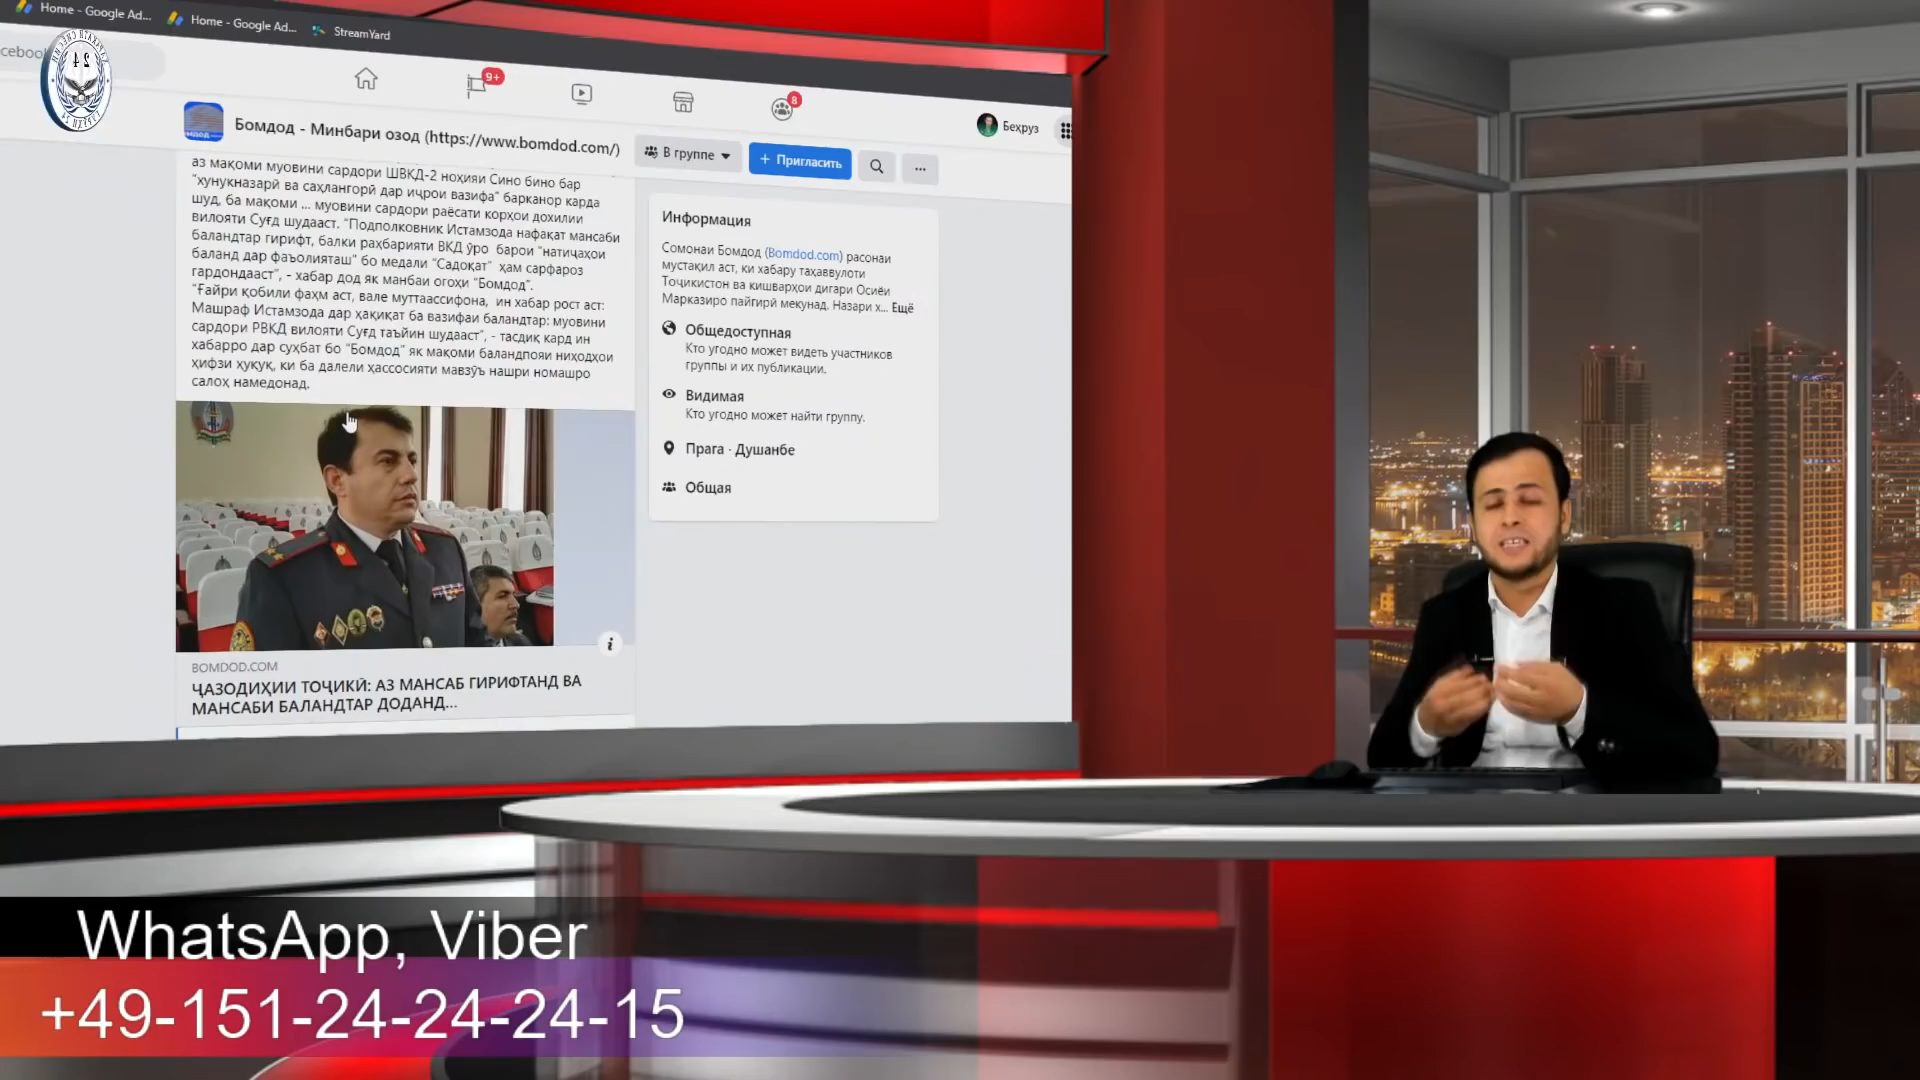 Home - Google Ad...
Home - Google Ad...
StreamYard
9+
8
Бомдод - Минбари озод (https://www.bomdod.com/)
В группе
+ Пригласить
Бехруз
аз мақоми муовини сардори ШВКД-2 ноҳияи Сино бино бар
"хунукназарӣ ва саҳлангорӣ дар иҷрои вазифа" барканор карда
шуд, ба мақоми ... муовини сардори раёсати корҳои дохилии
вилояти Суғд шудааст. "Подполковник Истамзода нафақат мансаби
баландтар гирифт, балки раҳбарияти ВКД ӯро барои "натиҷаҳои
баланд дар фаъолияташ" бо медали "Садоқат" ҳам сарфароз
гардондааст", - хабар дод як манбаи огоҳи "Бомдод".
"Ғайри қобили фаҳм аст, вале муттаассифона, ин хабар рост аст:
Машраф Истамзода дар ҳақиқат ба вазифаи баландтар: муовини
сардори РВКД вилояти Суғд таъйин шудааст", - тасдиқ кард ин
хабарро дар суҳбат бо "Бомдод" як мақоми баландпояи ниҳодҳои
ҳифзи ҳуқуқ, ки ба далели ҳассосияти мавзӯъ нашри номашро
салоҳ намедонад.
BOMDOD.COM
ҶАЗОДИҲИИ ТОҶИКӢ: АЗ МАНСАБ ГИРИФТАНД ВА
МАНСАБИ БАЛАНДТАР ДОДАНД...
Информация
Сомонаи Бомдод (Bomdod.com) расонаи
мустақил аст, ки хабару таҳаввулоти
Тоҷикистон ва кишварҳои дигари Осиёи
Марказиро пайгирӣ мекунад. Назари х... Ещё
Общедоступная
Кто угодно может видеть участников
группы и их публикации.
Видимая
Кто угодно может найти группу.
Прага · Душанбе
Общая
WhatsApp, Viber
+49-151-24-24-24-15